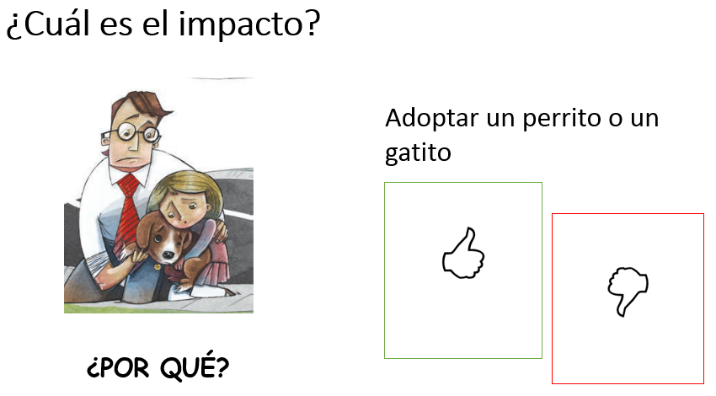 ¿Cuál es el impacto?
Adoptar un perrito o un
gatito
¿POR QUÉ?